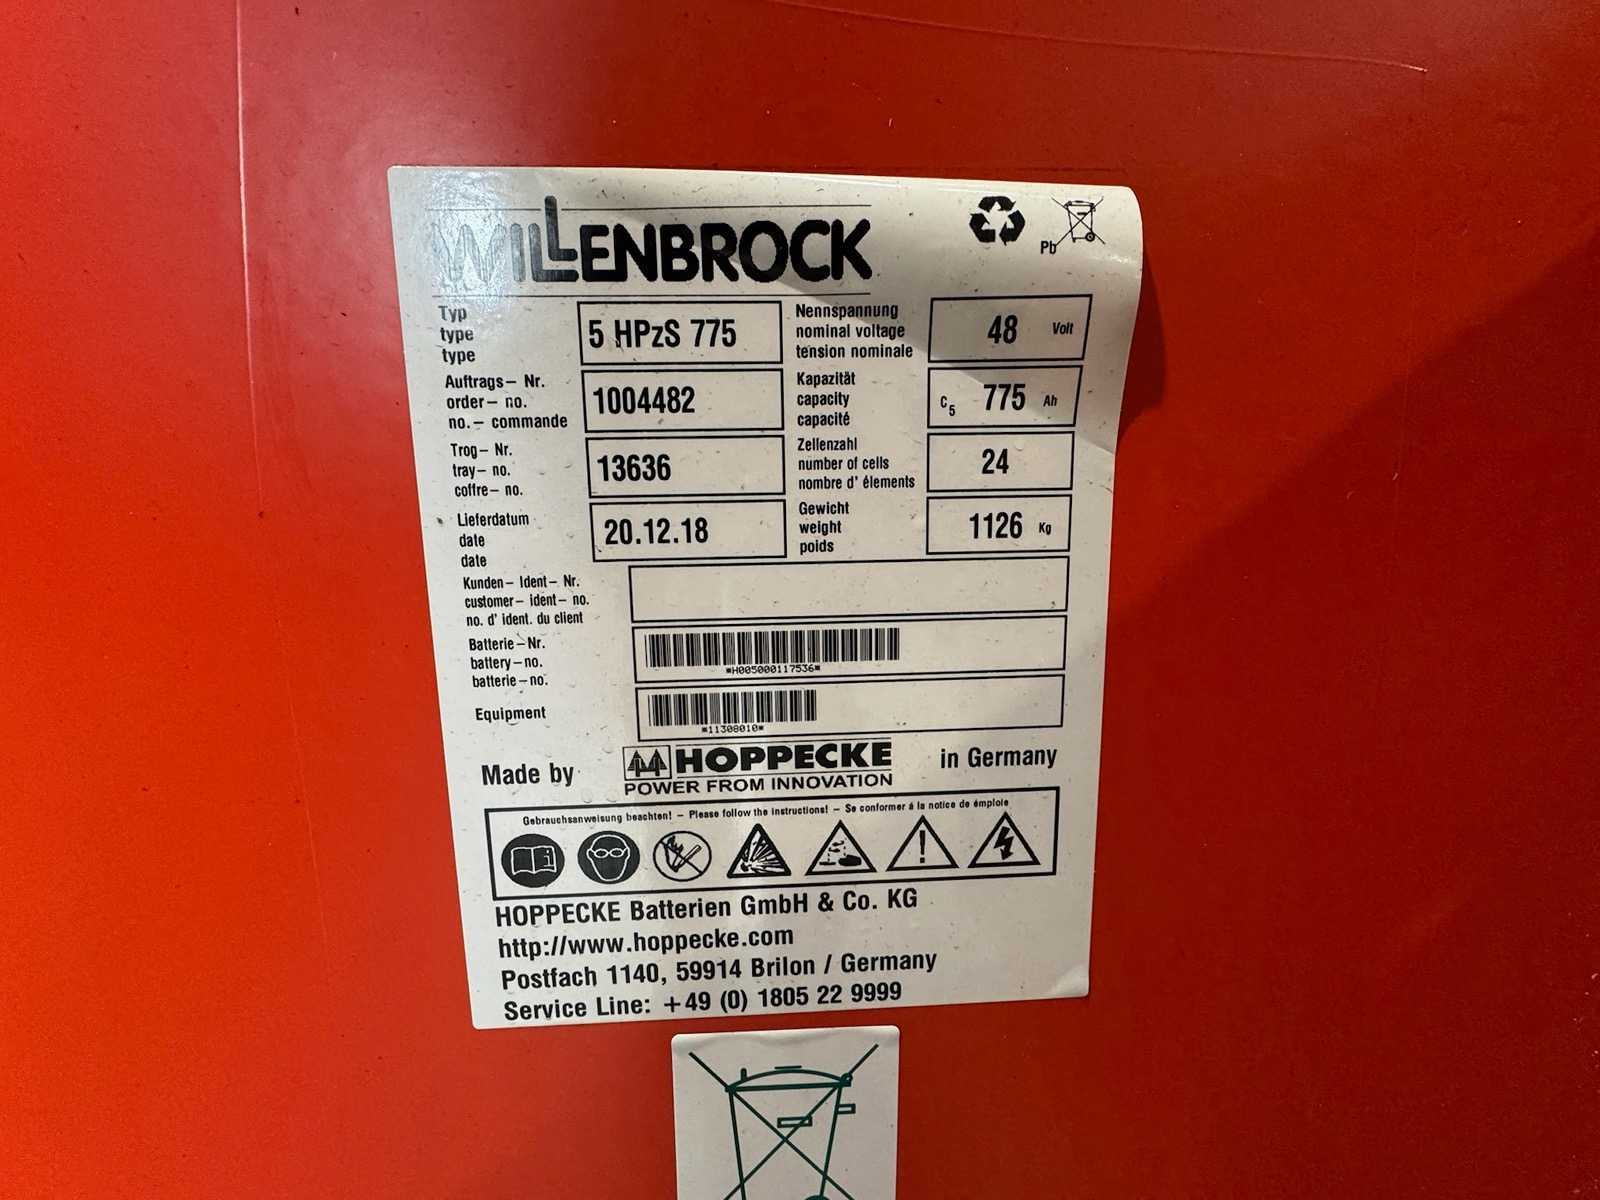 WILLENBROCK
Pb
Typ
type
type
5 HPzS 775
Nennspannung
nominal voltage
tension nominale
48 Volt
Auftrags– Nr.
order– no.
no.– commande
1004482
Kapazität
capacity
capacité
C5 775 Ah
Trog– Nr.
tray– no.
coffre– no.
13636
Zellenzahl
number of cells
nombre d' élements
24
Lieferdatum
date
date
20.12.18
Gewicht
weight
poids
1126 Kg
Kunden– Ident– Nr.
customer– ident– no.
no. d' ident. du client
Batterie–Nr.
battery–no.
batterie–no.
*H005000117536*
Equipment
*11308010*
Made by HOPPECKE in Germany
POWER FROM INNOVATION
Gebrauchsanweisung beachten! – Please follow the instructions! – Se conformer á la notice de émploie
HOPPECKE Batterien GmbH & Co. KG
http://www.hoppecke.com
Postfach 1140, 59914 Brilon / Germany
Service Line: +49 (0) 1805 22 9999